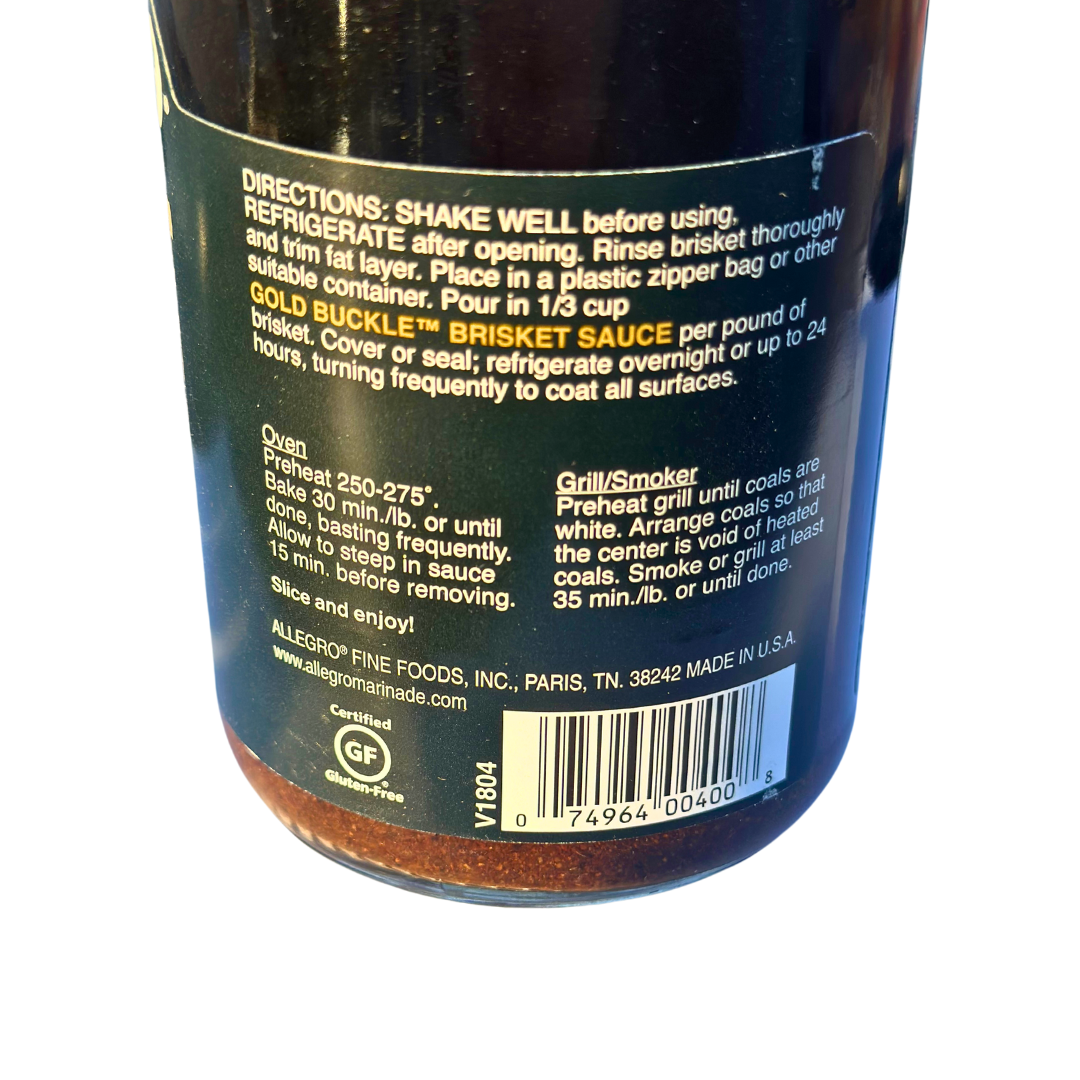 DIRECTIONS: SHAKE WELL before using,
REFRIGERATE after opening. Rinse brisket thoroughly
and trim fat layer. Place in a plastic zipper bag or other
suitable container. Pour in 1/3 cup
GOLD BUCKLE™ BRISKET SAUCE per pound of
brisket. Cover or seal; refrigerate overnight or up to 24
hours, turning frequently to coat all surfaces.
Oven
Preheat 250-275°.
Bake 30 min./lb. or until
done, basting frequently.
Allow to steep in sauce
15 min. before removing.
Slice and enjoy!
Grill/Smoker
Preheat grill until coals are
white. Arrange coals so that
the center is void of heated
coals. Smoke or grill at least
35 min./lb. or until done.
ALLEGRO® FINE FOODS, INC., PARIS, TN. 38242 MADE IN U.S.A.
www.allegromarinade.com
Certified
GF
Gluten-Free®
V1804
0 74964 00400 8